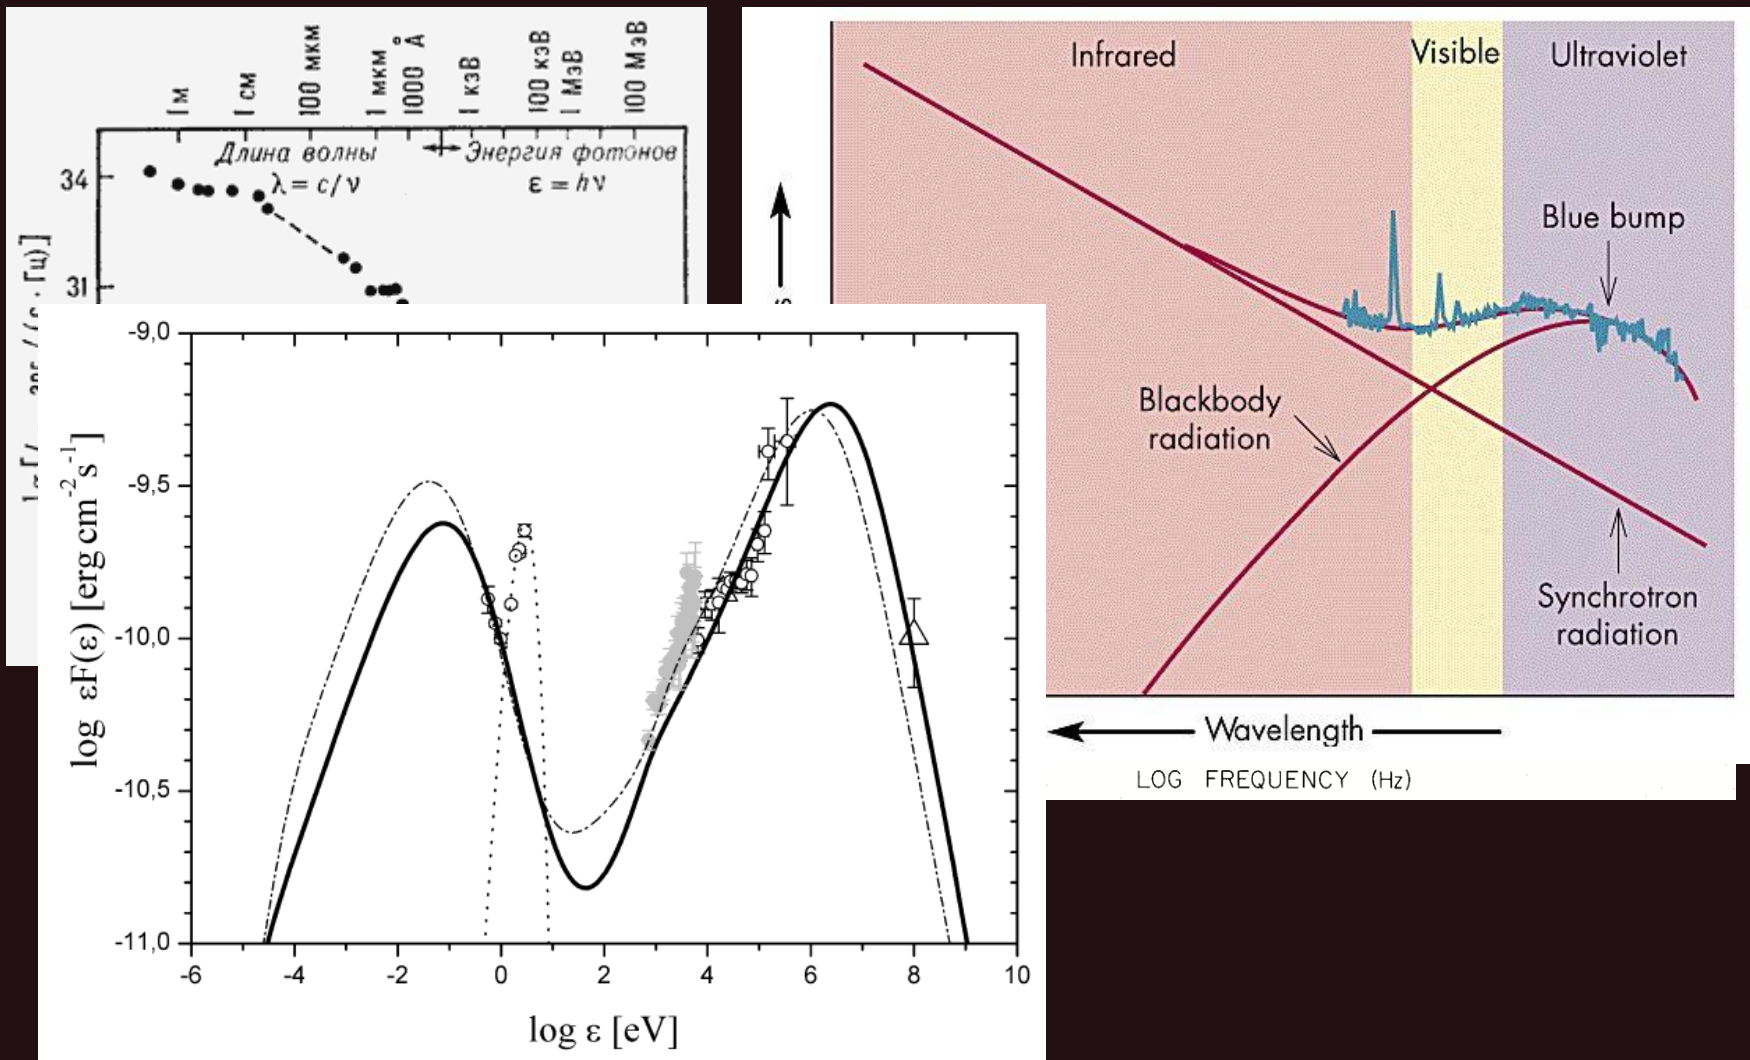 1 м
1 см
100 мкм
1 мкм
1000 Å
1 кэВ
100 кэВ
1 МэВ
100 МэВ
Длина волны
λ = c/ν
Энергия фотонов
ε = hν
34
31
Гц)]
Infrared
Visible
Ultraviolet
Blue bump
Blackbody
radiation
Synchrotron
radiation
Wavelength
LOG FREQUENCY (Hz)
-9,0
-9,5
-10,0
-10,5
-11,0
log εF(ε) [erg cm⁻² s⁻¹]
-6 -4 -2 0 2 4 6 8 10
log ε [eV]